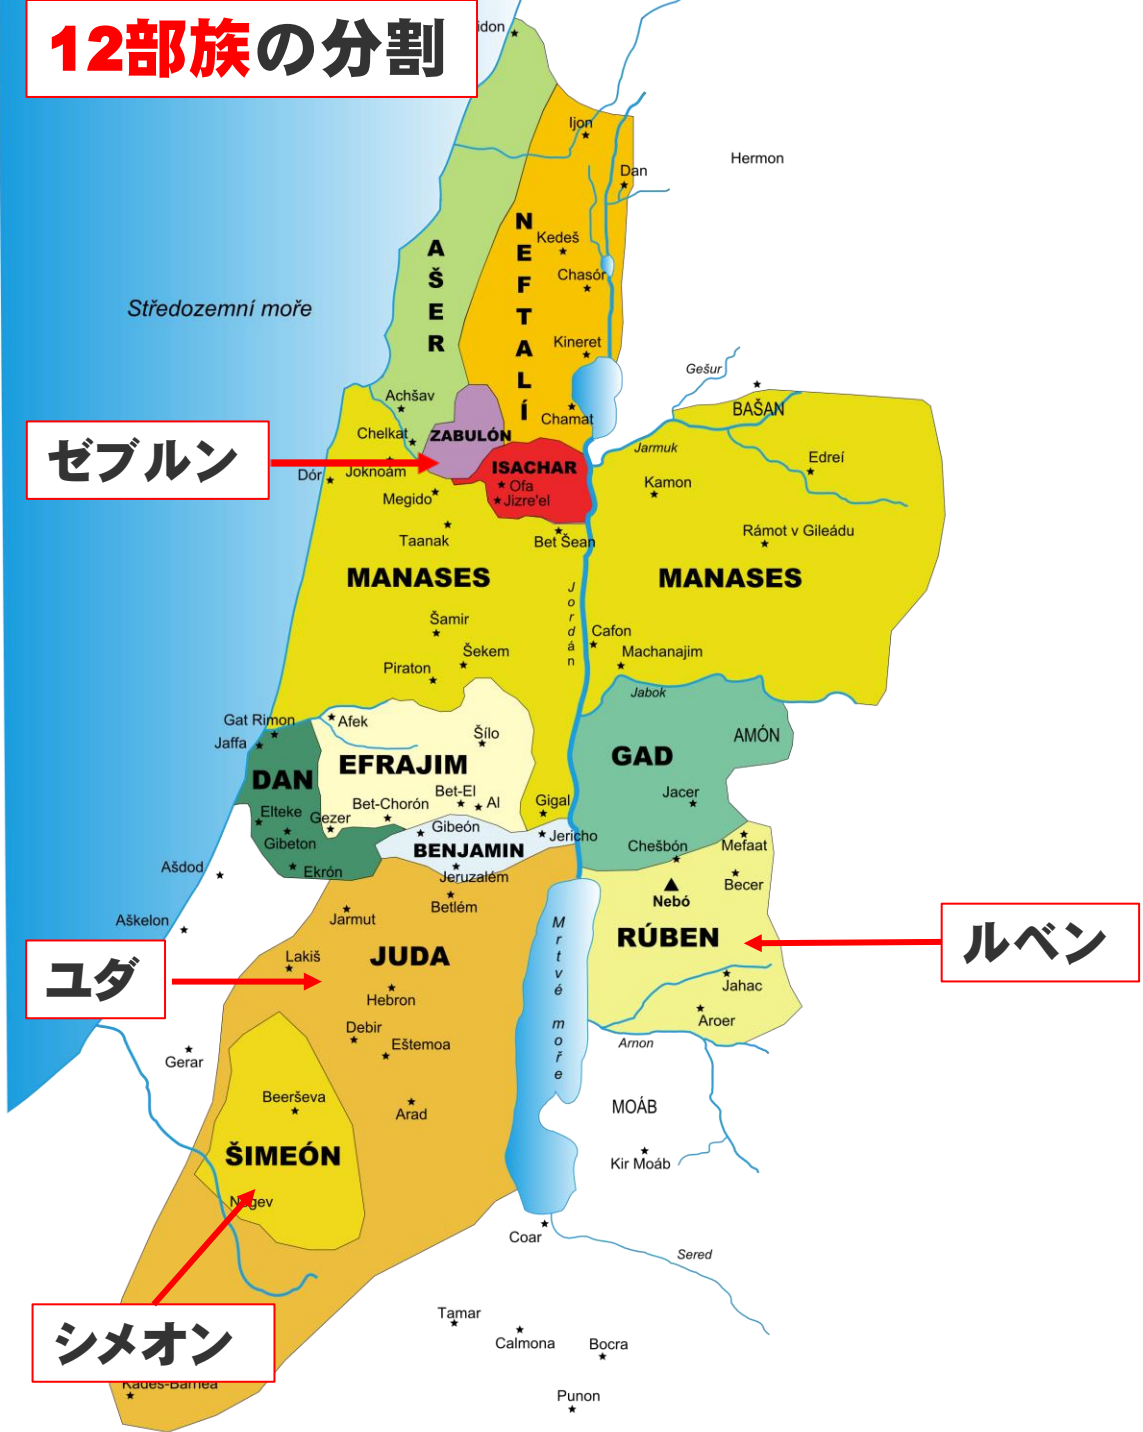 12部族の分割
idon
Ijon
Dan
Hermon
NEFTALÍ
Kedeš
AŠER
Chasór
Středozemní moře
Kineret
Gešur
Achšav
BAŠAN
Chamat
Chelkat
ZABULÓN
ゼブルン
Jarmuk
Edreí
Joknoám
ISACHAR
Dór
Ofa
Kamon
Megido
Jizre'el
Rámot v Gileádu
Taanak
Bet Šean
MANASES
MANASES
Jordán
Šamir
Cafon
Šekem
Machanajim
Piraton
Jabok
Gat Rimon
Afek
Jaffa
Šílo
AMÓN
EFRAJIM
GAD
DAN
Bet-El
Jacer
Bet-Chorón
Al
Gigal
Elteke
Gezer
Gibeón
Jericho
Gibeton
BENJAMIN
Chešbón
Mefaat
Ašdod
Ekrón
Jeruzalém
Becer
Betlém
Nebó
Jarmut
Aškelon
Mrtvé moře
RÚBEN
ルベン
Lakiš
JUDA
ユダ
Hebron
Jahac
Debir
Aroer
Eštemoa
Arnon
Gerar
Beerševa
Arad
MOÁB
ŠIMEÓN
Kir Moáb
Negev
Coar
Sered
Tamar
シメオン
Calmona
Bocra
Kadeš-Barnea
Punon